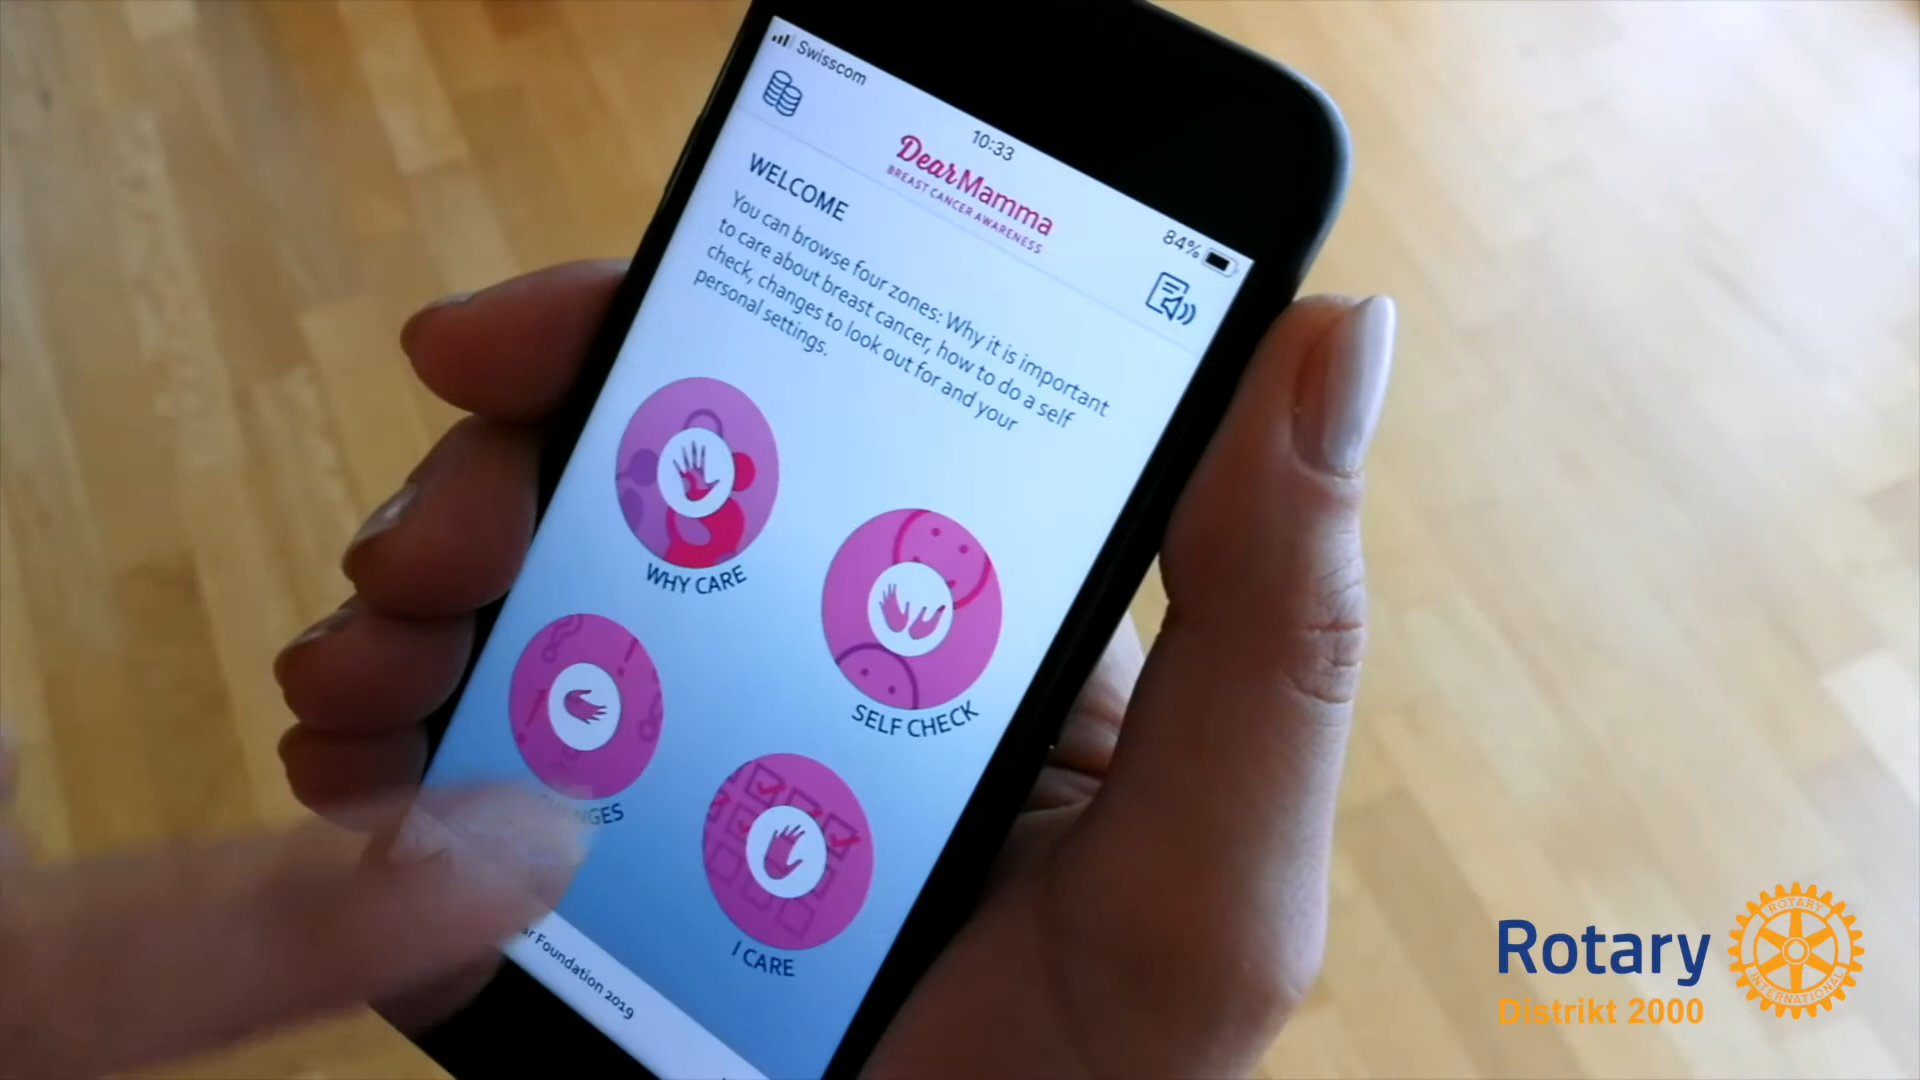 Swisscom
10:33
84%
DearMamma
BREAST CANCER AWARENESS
WELCOME
You can browse four zones: Why it is important
to care about breast cancer, how to do a self
check, changes to look out for and your
personal settings.
WHY CARE
SELF CHECK
I CARE
Foundation 2019
Rotary
Distrikt 2000
ROTARY
INTERNATIONAL